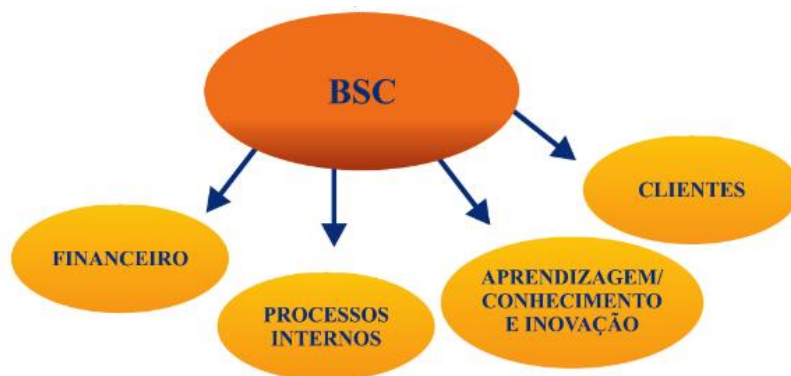 BSC
CLIENTES
FINANCEIRO
PROCESSOS
INTERNOS
APRENDIZAGEM/
CONHECIMENTO
E INOVAÇÃO